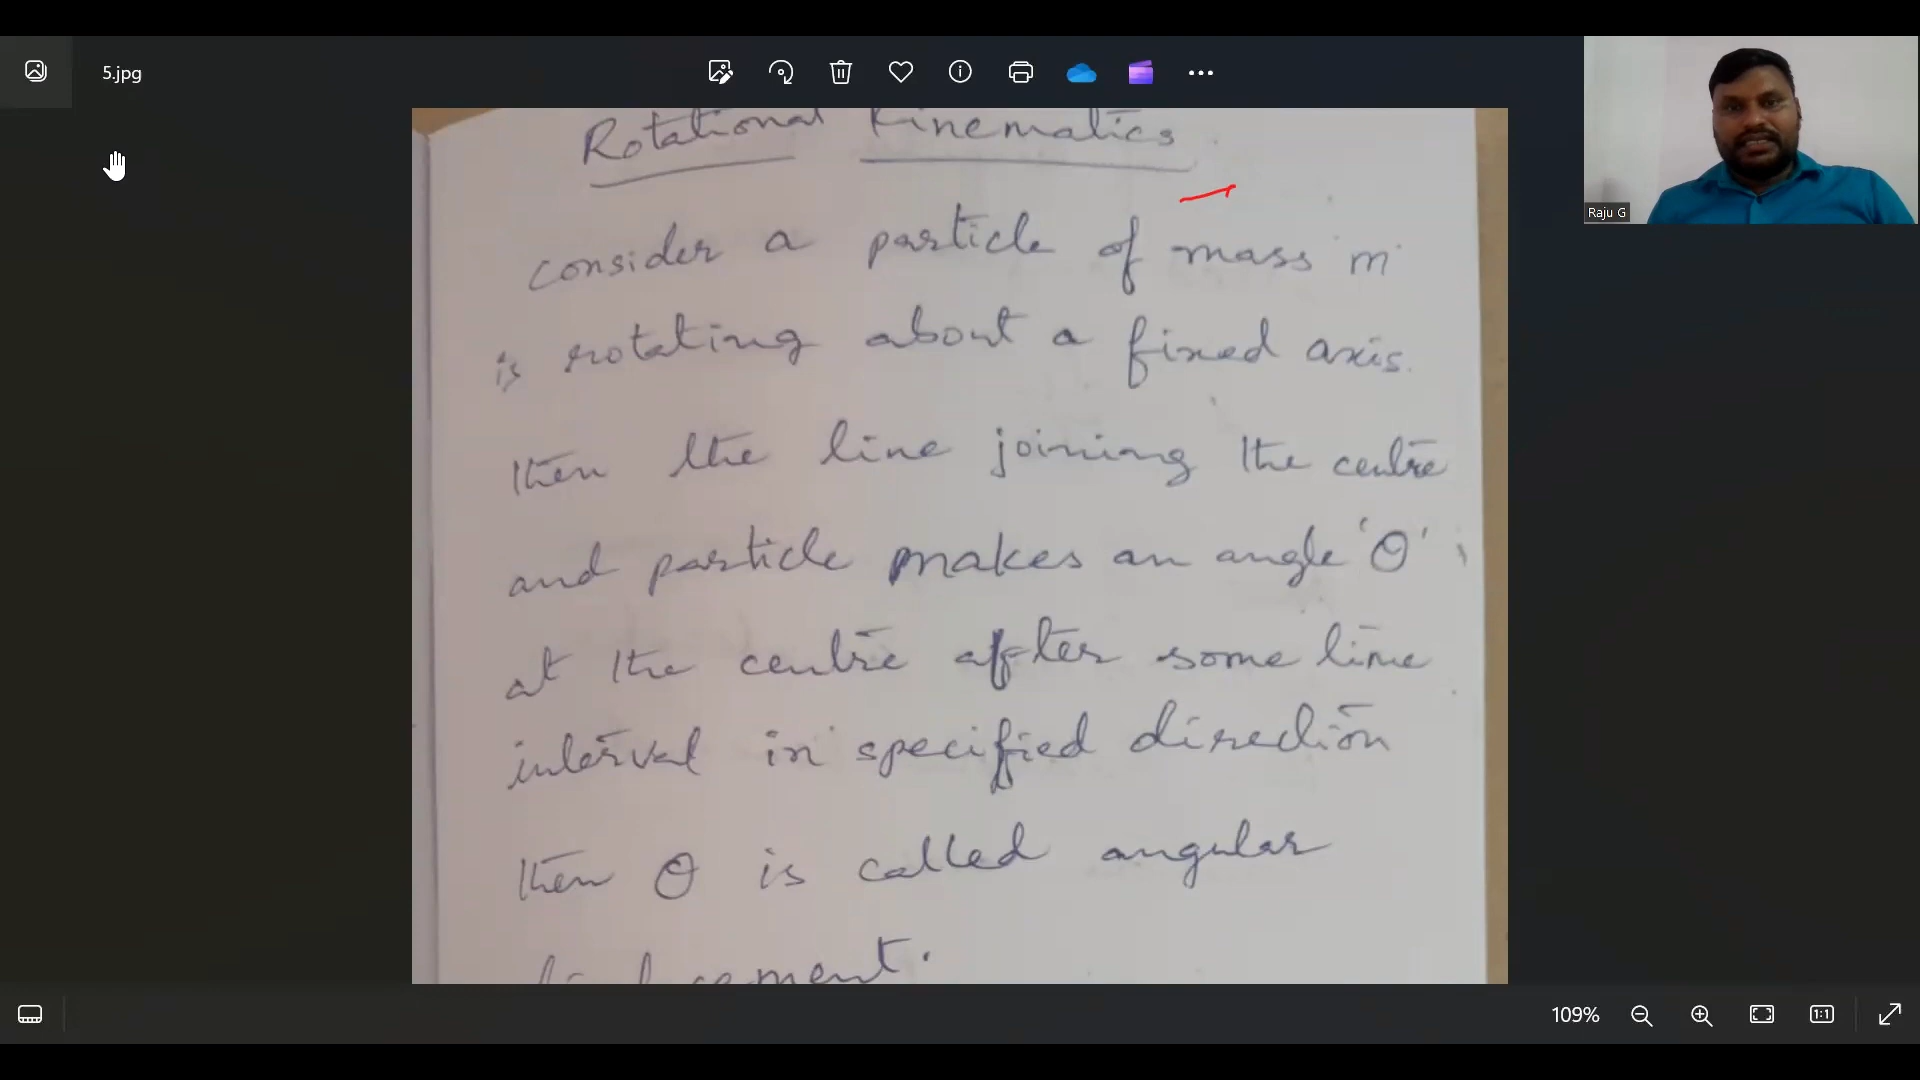 5.jpg
Raju G
Rotational Kinematics
consider a particle of mass 'm'
is rotating about a fixed axis.
then the line joining the centre
and particle makes an angle 'θ'
at the centre after some time
interval in specified direction
then θ is called angular
displacement.
109%
1:1